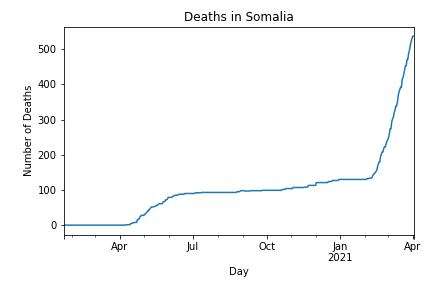 Deaths in Somalia
Number of Deaths
500
400
300
200
100
0
Apr
Jul
Oct
Jan
2021
Apr
Day